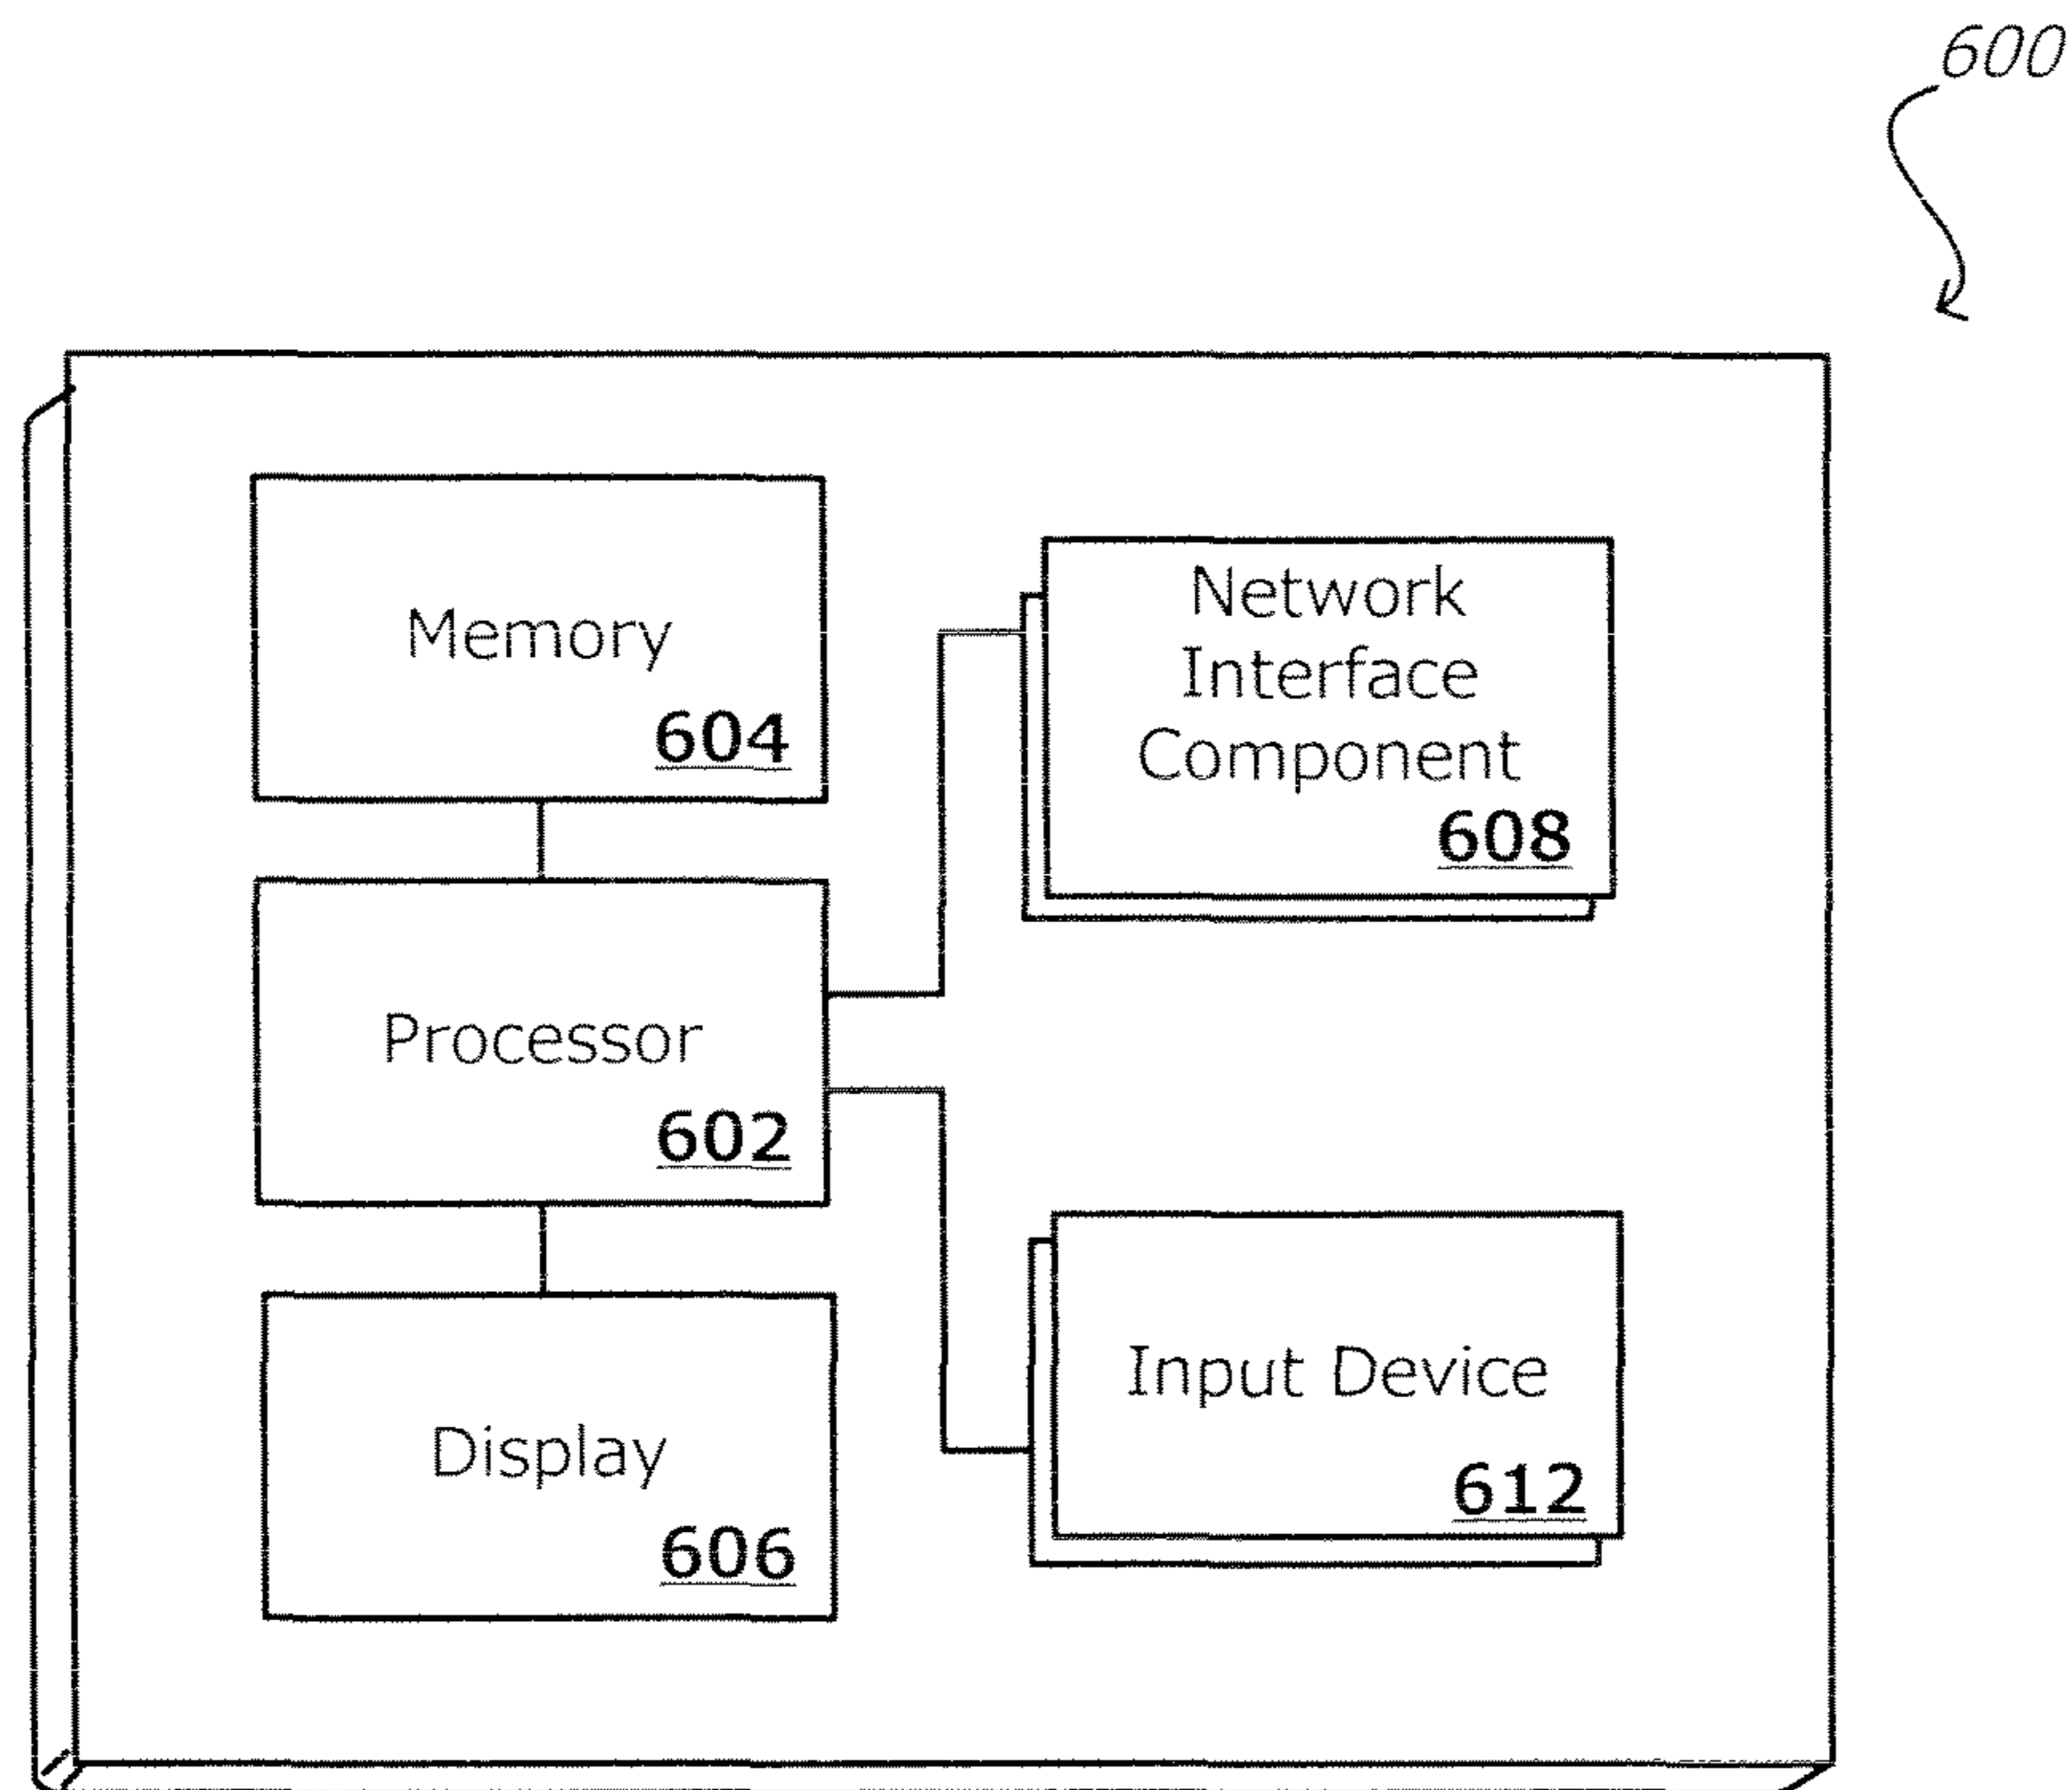 600
Memory
604
Network
Interface
Component
608
Processor
602
Input Device
612
Display
606